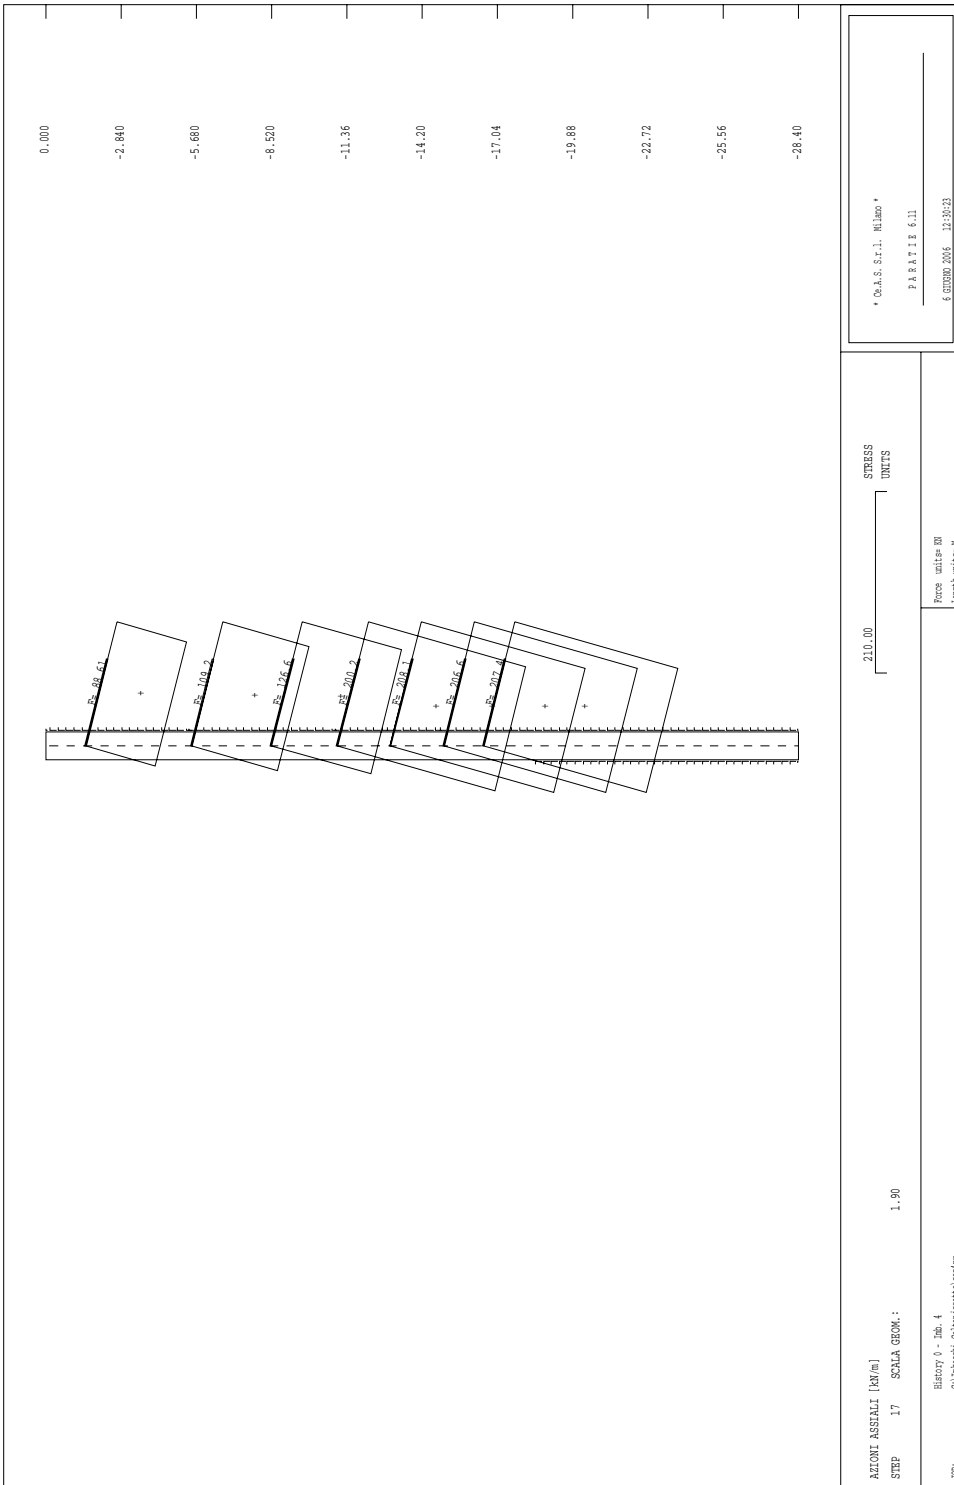 0.000
-2.840
-5.680
-8.520
-11.36
-14.20
-17.04
-19.88
-22.72
-25.56
-28.40
F= 88.61
F= 109.2
F= 126.6
F= 200.2
F= 208.1
F= 206.6
F= 207.4
* Ce.A.S. S.r.l. Milano *
P A R A T I E 6.11
6 GIUGNO 2006 12:30:23
210.00 STRESS
UNITS
Force units= KN
AZIONI ASSIALI [kN/m]
STEP 17 SCALA GEOM.: 1.90
History 0 - Imb. 4